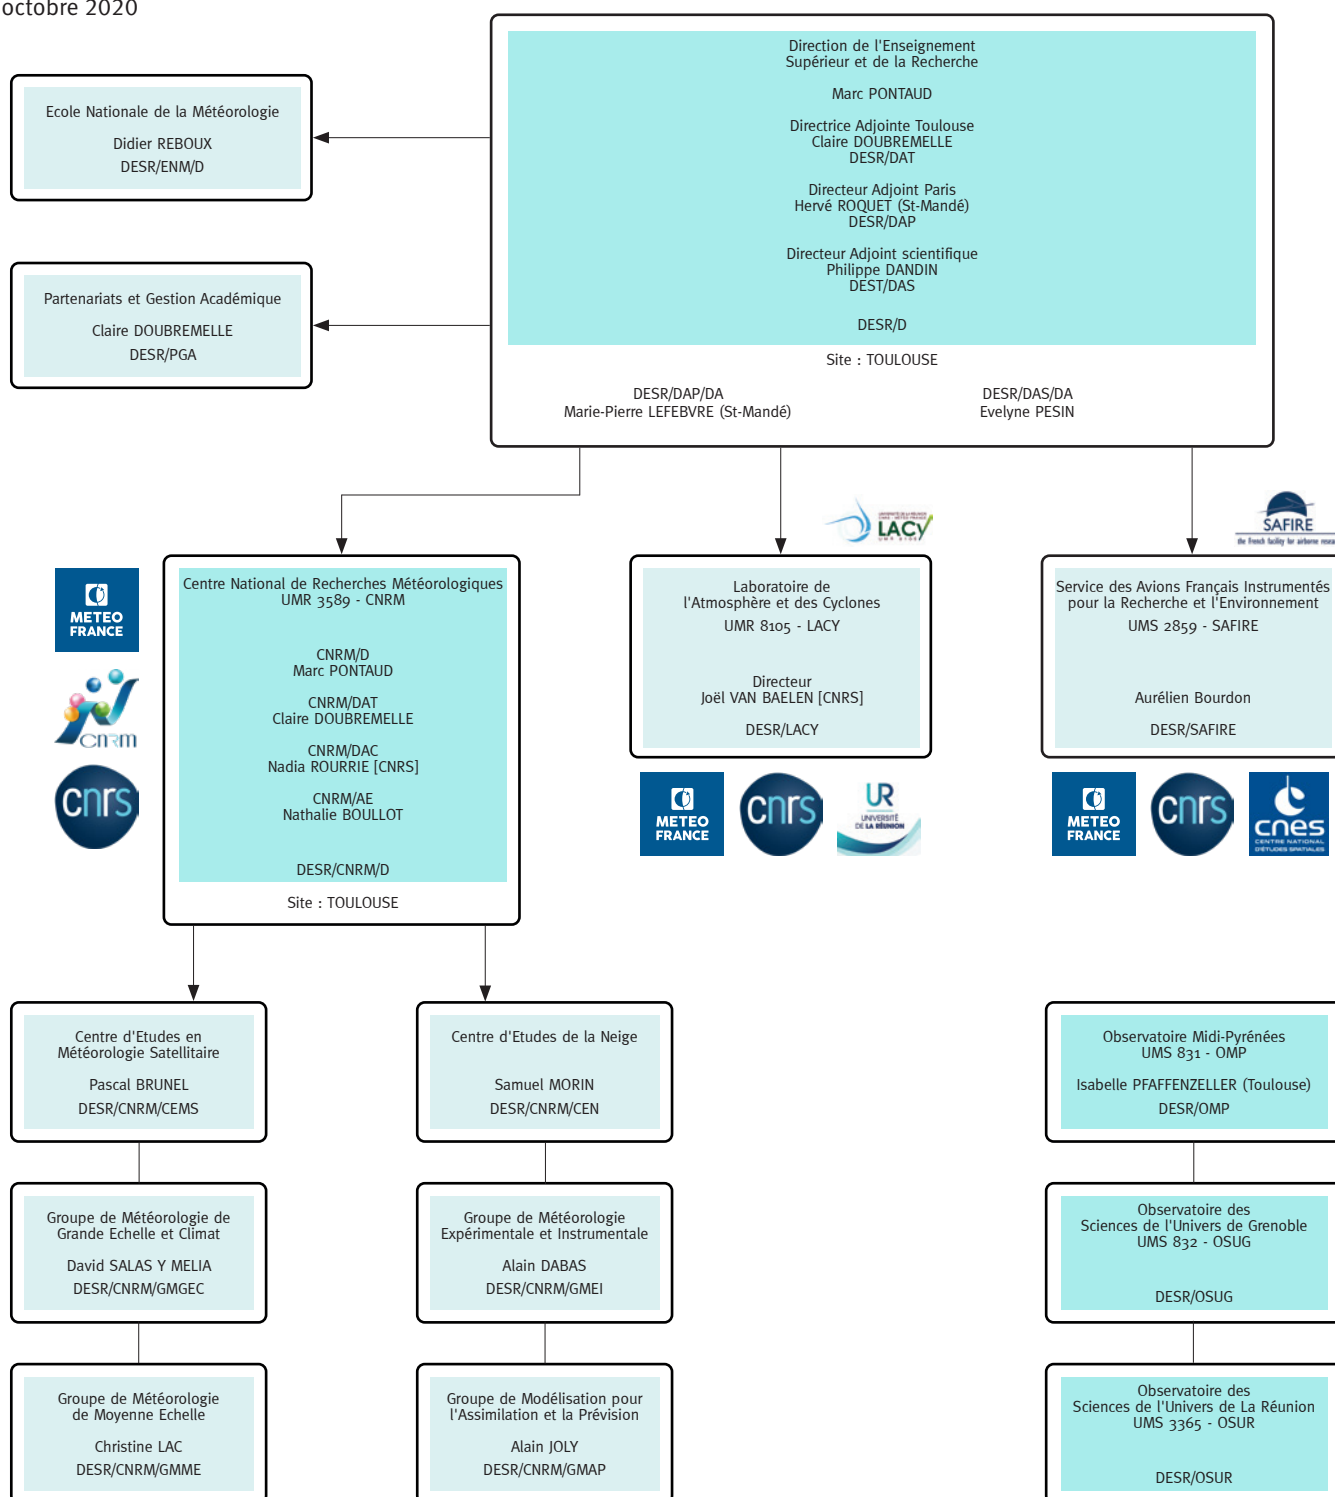 octobre 2020
Direction de l'Enseignement
Supérieur et de la Recherche
Marc PONTAUD
Directrice Adjointe Toulouse
Claire DOUBREMELLE
DESR/DAT
Directeur Adjoint Paris
Hervé ROQUET (St-Mandé)
DESR/DAP
Directeur Adjoint scientifique
Philippe DANDIN
DEST/DAS
DESR/D
Site : TOULOUSE
DESR/DAP/DA
Marie-Pierre LEFEBVRE (St-Mandé)
DESR/DAS/DA
Evelyne PESIN
Ecole Nationale de la Météorologie
Didier REBOUX
DESR/ENM/D
Partenariats et Gestion Académique
Claire DOUBREMELLE
DESR/PGA
METEO
FRANCE
cnrm
cnrs
Centre National de Recherches Météorologiques
UMR 3589 - CNRM
CNRM/D
Marc PONTAUD
CNRM/DAT
Claire DOUBREMELLE
CNRM/DAC
Nadia ROURRIE [CNRS]
CNRM/AE
Nathalie BOULLOT
DESR/CNRM/D
Site : TOULOUSE
LACy
Laboratoire de
l'Atmosphère et des Cyclones
UMR 8105 - LACY
Directeur
Joël VAN BAELEN [CNRS]
DESR/LACY
METEO
FRANCE
cnrs
UR
UNIVERSITÉ
DE LA RÉUNION
SAFIRE
the French facility for airborne
Service des Avions Français Instrumentés
pour la Recherche et l'Environnement
UMS 2859 - SAFIRE
Aurélien Bourdon
DESR/SAFIRE
METEO
FRANCE
cnrs
cnes
CENTRE NATIONAL
D'ÉTUDES SPATIALES
Centre d'Etudes en
Météorologie Satellitaire
Pascal BRUNEL
DESR/CNRM/CEMS
Centre d'Etudes de la Neige
Samuel MORIN
DESR/CNRM/CEN
Observatoire Midi-Pyrénées
UMS 831 - OMP
Isabelle PFAFFENZELLER (Toulouse)
DESR/OMP
Groupe de Météorologie de
Grande Echelle et Climat
David SALAS Y MELIA
DESR/CNRM/GMGEC
Groupe de Météorologie
Expérimentale et Instrumentale
Alain DABAS
DESR/CNRM/GMEI
Observatoire des
Sciences de l'Univers de Grenoble
UMS 832 - OSUG
DESR/OSUG
Groupe de Météorologie
de Moyenne Echelle
Christine LAC
DESR/CNRM/GMME
Groupe de Modélisation pour
l'Assimilation et la Prévision
Alain JOLY
DESR/CNRM/GMAP
Observatoire des
Sciences de l'Univers de La Réunion
UMS 3365 - OSUR
DESR/OSUR